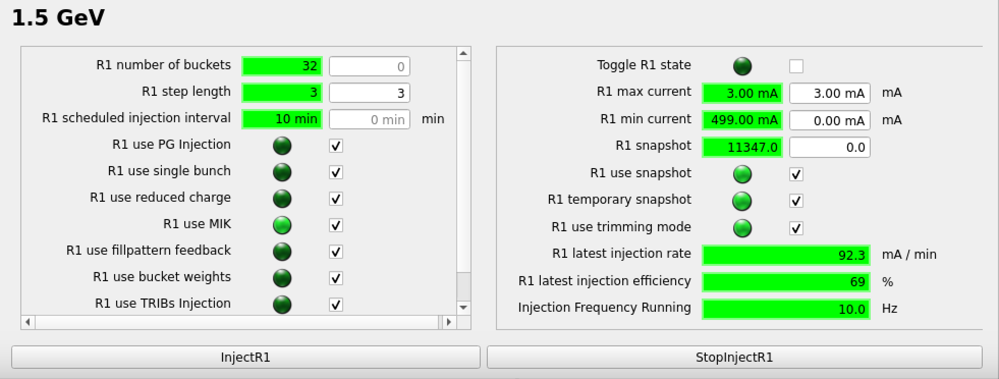 1.5 GeV
R1 number of buckets 32 0
R1 step length 3 3
R1 scheduled injection interval 10 min 0 min min
R1 use PG Injection
R1 use single bunch
R1 use reduced charge
R1 use MIK
R1 use fillpattern feedback
R1 use bucket weights
R1 use TRIBs Injection
Toggle R1 state
R1 max current 3.00 mA 3.00 mA mA
R1 min current 499.00 mA 0.00 mA mA
R1 snapshot 11347.0 0.0
R1 use snapshot
R1 temporary snapshot
R1 use trimming mode
R1 latest injection rate 92.3 mA / min
R1 latest injection efficiency 69 %
Injection Frequency Running 10.0 Hz
InjectR1
StopInjectR1